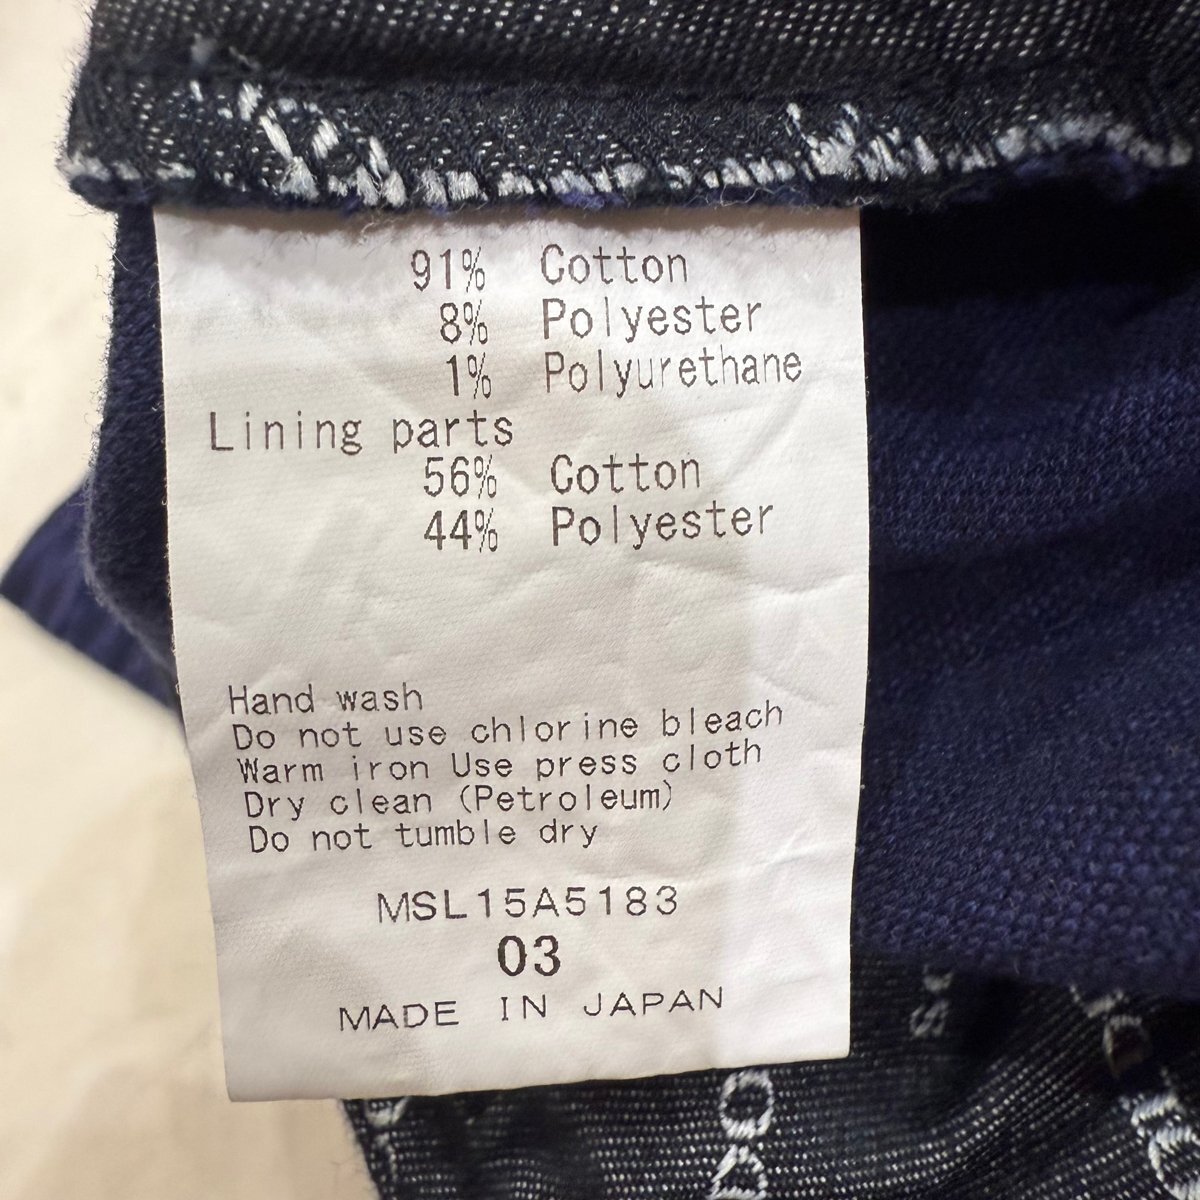 91% Cotton
8% Polyester
1% Polyurethane
Lining parts
56% Cotton
44% Polyester
Hand wash
Do not use chlorine bleach
Warm iron Use press cloth
Dry clean (Petroleum)
Do not tumble dry
MSL15A5183
03
MADE IN JAPAN